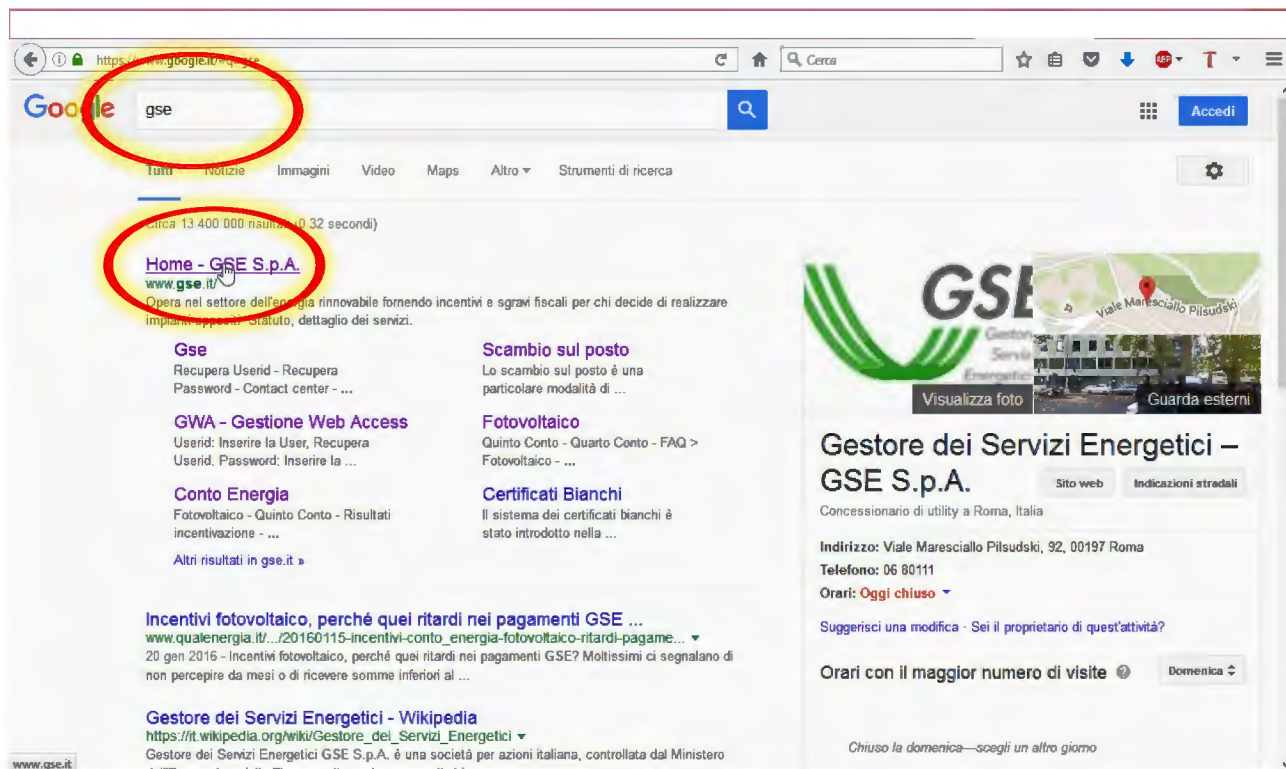 https://www.google.it/#q=gse
Cerca
ABP
T
Google
gse
Accedi
Tutti Notizie Immagini Video Maps Altro Strumenti di ricerca
Circa 13.400.000 risultati (0,32 secondi)
Home - GSE S.p.A.
www.gse.it/
Opera nel settore dell'energia rinnovabile fornendo incentivi e sgravi fiscali per chi decide di realizzare
impianti appositi. Statuto, dettaglio dei servizi.
Gse
Recupera Userid - Recupera
Password - Contact center - ...
Scambio sul posto
Lo scambio sul posto è una
particolare modalità di ...
GWA - Gestione Web Access
Userid: Inserire la User, Recupera
Userid, Password: Inserire la ...
Fotovoltaico
Quinto Conto - Quarto Conto - FAQ >
Fotovoltaico - ...
Conto Energia
Fotovoltaico - Quinto Conto - Risultati
incentivazione - ...
Certificati Bianchi
Il sistema dei certificati bianchi è
stato introdotto nella ...
Altri risultati in gse.it »
Incentivi fotovoltaico, perché quei ritardi nei pagamenti GSE ...
www.qualenergia.it/.../20160115-incentivi-conto_energia-fotovoltaico-ritardi-pagame...
20 gen 2016 - Incentivi fotovoltaico, perché quei ritardi nei pagamenti GSE? Moltissimi ci segnalano di
non percepire da mesi o di ricevere somme inferiori al ...
Gestore dei Servizi Energetici - Wikipedia
https://it.wikipedia.org/wiki/Gestore_dei_Servizi_Energetici
Gestore dei Servizi Energetici GSE S.p.A. è una società per azioni italiana, controllata dal Ministero
www.gse.it
GSE
Gestore
Servizi
Energetici
Viale Maresciallo Pilsudski
Visualizza foto
Guarda esterni
Gestore dei Servizi Energetici –
GSE S.p.A.
Sito web
Indicazioni stradali
Concessionario di utility a Roma, Italia
Indirizzo: Viale Maresciallo Pilsudski, 92, 00197 Roma
Telefono: 06 80111
Orari: Oggi chiuso
Suggerisci una modifica · Sei il proprietario di quest'attività?
Orari con il maggior numero di visite
Domenica
Chiuso la domenica—scegli un altro giorno